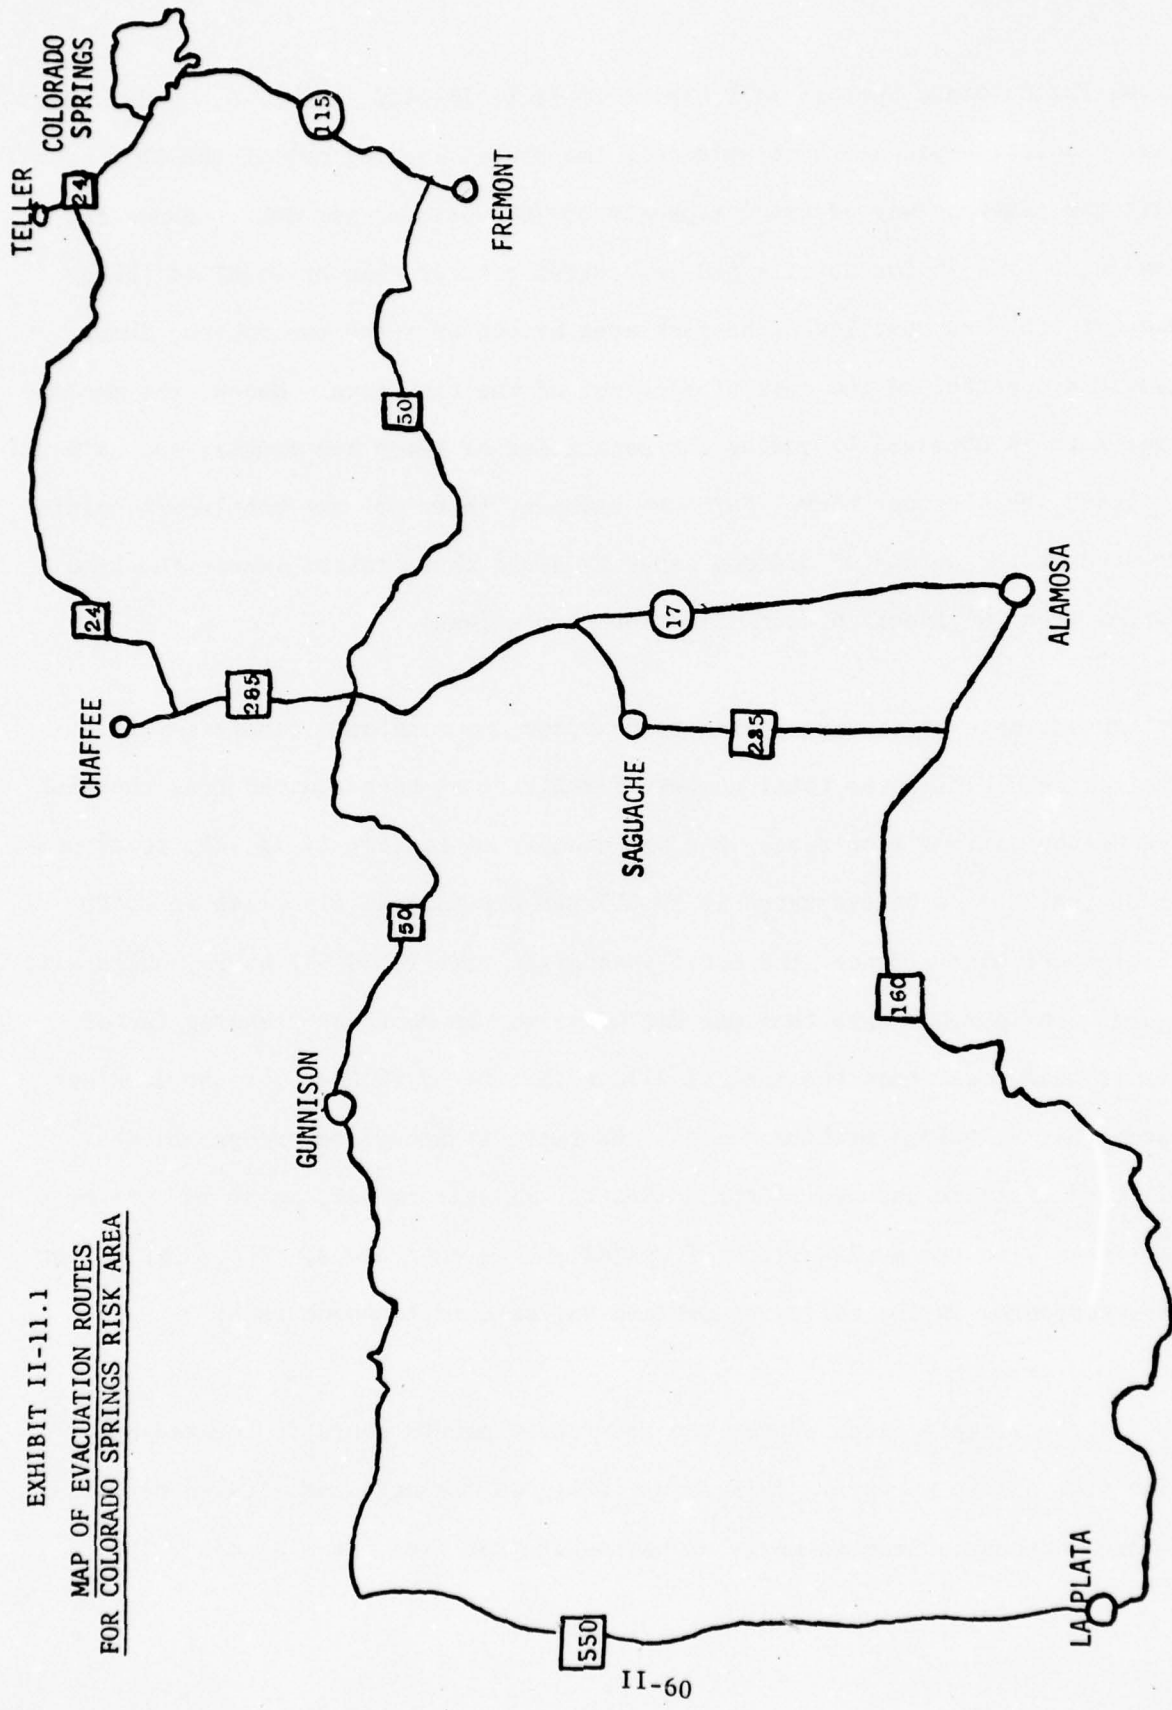 EXHIBIT II-11.1
MAP OF EVACUATION ROUTES
FOR COLORADO SPRINGS RISK AREA
TELLER
COLORADO
SPRINGS
24
115
FREMONT
50
24
CHAFFEE
285
17
ALAMOSA
SAGUACHE
285
50
GUNNISON
160
550
LA PLATA
II-60